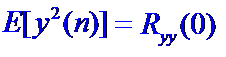 E[y²(n)] = R_yy(0)